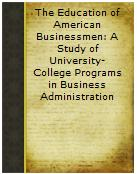 The Education of
American
Businessmen: A
Study of
University-
College Programs
in Business
Administration